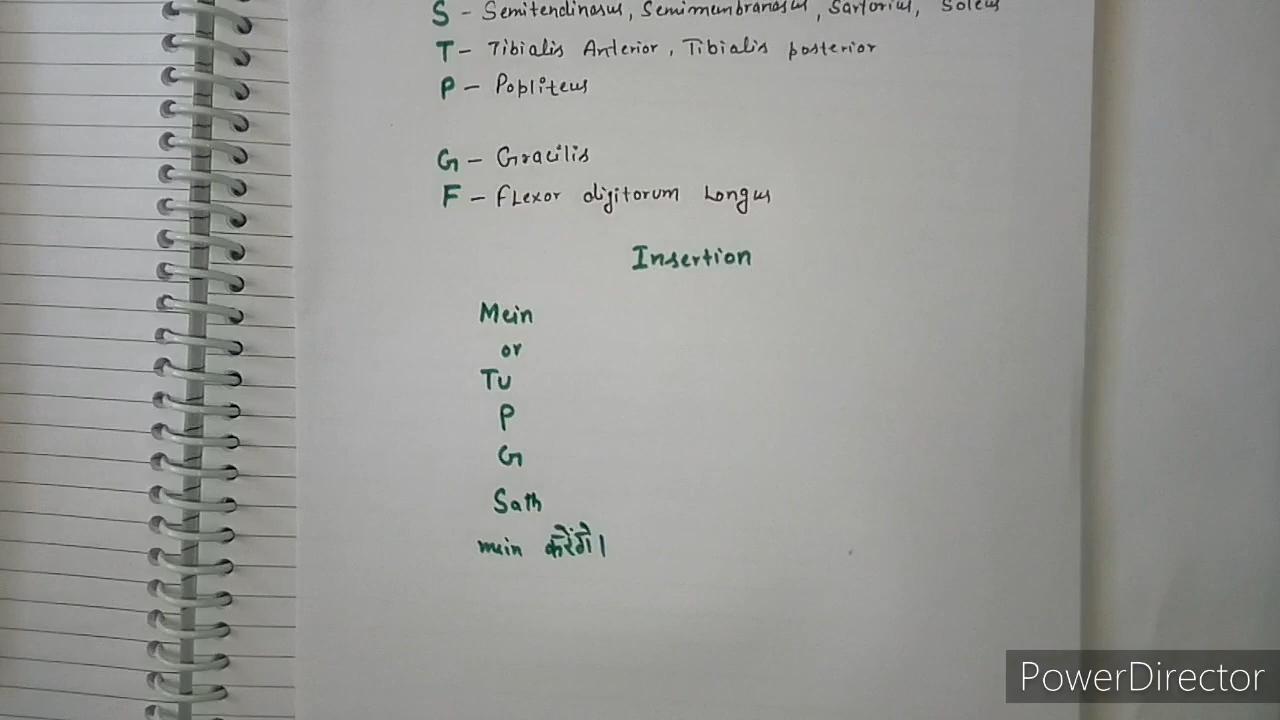 S - Semitendinosus, Semimembranosus, Sartorius, Soleus
T - Tibialis Anterior, Tibialis posterior
P - Popliteus
G - Gracilis
F - Flexor digitorum Longus
Insertion
Mein
or
Tu
P
G
Sath
mein करेंगे।
PowerDirector